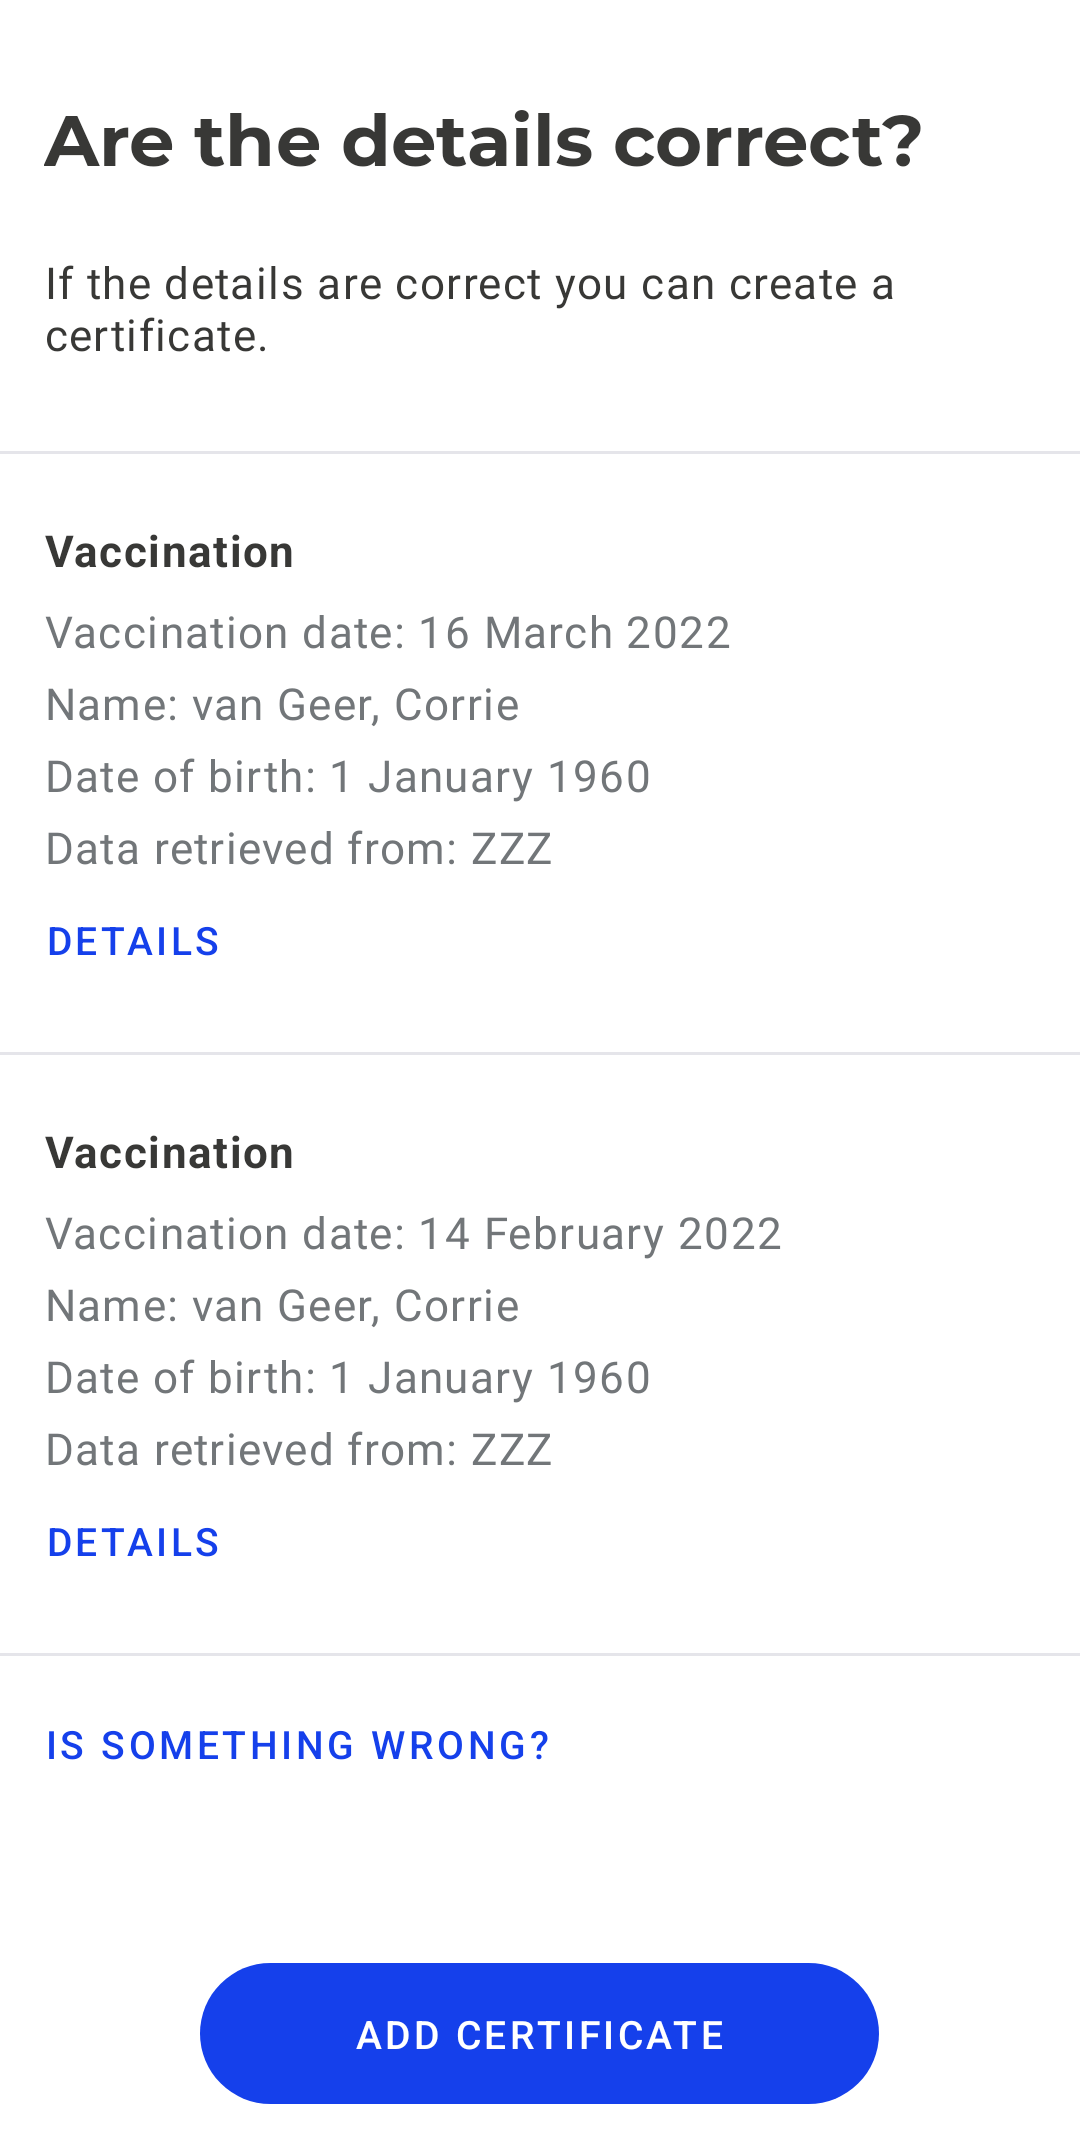 Are the details correct?
If the details are correct you can create a
certificate.
Vaccination
Vaccination date: 16 March 2022
Name: van Geer, Corrie
Date of birth: 1 January 1960
Data retrieved from: ZZZ
DETAILS
Vaccination
Vaccination date: 14 February 2022
Name: van Geer, Corrie
Date of birth: 1 January 1960
Data retrieved from: ZZZ
DETAILS
IS SOMETHING WRONG?
ADD CERTIFICATE